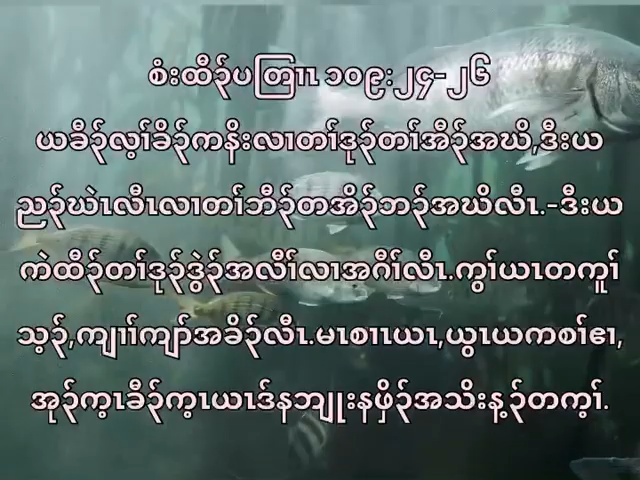 စံးထီၣ်ပတြၢၤ ၁၀၉:၂၄-၂၆
ယခီၣ်လ့ၢ်ခိၣ်ကနိးလၢတၢ်ဒုၣ်တၢ်အီၣ်အဃိ,ဒီးယ
ညၣ်ဃဲၤလီၤလၢတၢ်ဘီၣ်တအိၣ်ဘၣ်အဃိလီၤ.-ဒီးယ
ကဲထီၣ်တၢ်ဒုၣ်ဒွဲၣ်အလီၢ်လၢအဂီၢ်လီၤ.ကွၢ်ယၤတကူၢ်
သ့ၣ်,ကျၢၢ်ကျာ်အခိၣ်လီၤ.မၤစၢၤယၤ,ယွၤယကစၢ်ဧၢ,
အုၣ်က့ၤခီၣ်က့ၤယၤဒ်နဘျုးနဖှိၣ်အသိးန့ၣ်တက့ၢ်.